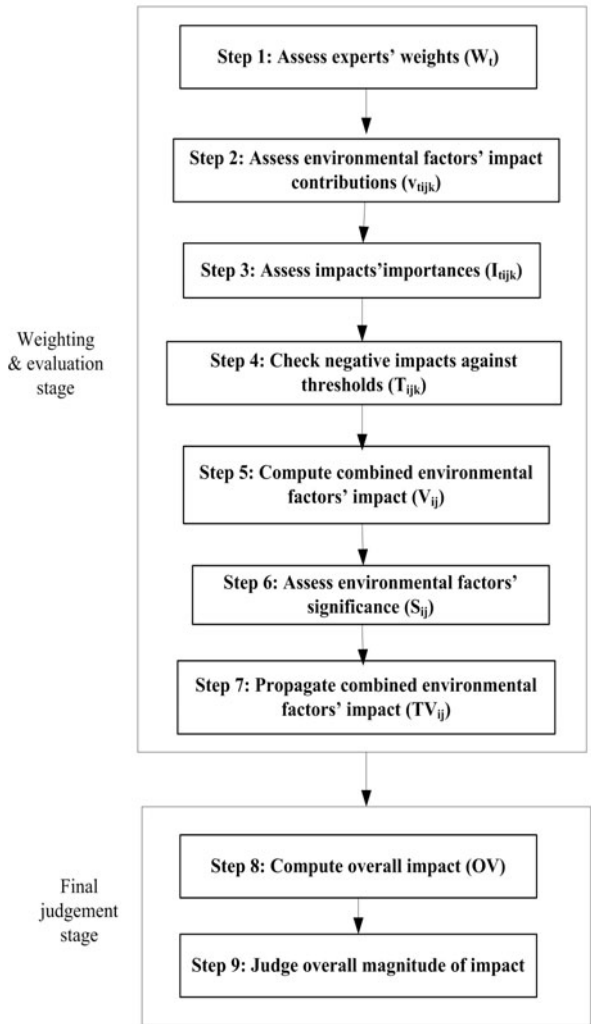 Step 1: Assess experts' weights (Wₜ)
Step 2: Assess environmental factors' impact
contributions (vₜᵢⱼₖ)
Step 3: Assess impacts'importances (Iₜᵢⱼₖ)
Weighting
& evaluation
stage
Step 4: Check negative impacts against
thresholds (Tᵢⱼₖ)
Step 5: Compute combined environmental
factors' impact (Vᵢⱼ)
Step 6: Assess environmental factors'
significance (Sᵢⱼ)
Step 7: Propagate combined environmental
factors' impact (TVᵢⱼ)
Final
judgement
stage
Step 8: Compute overall impact (OV)
Step 9: Judge overall magnitude of impact